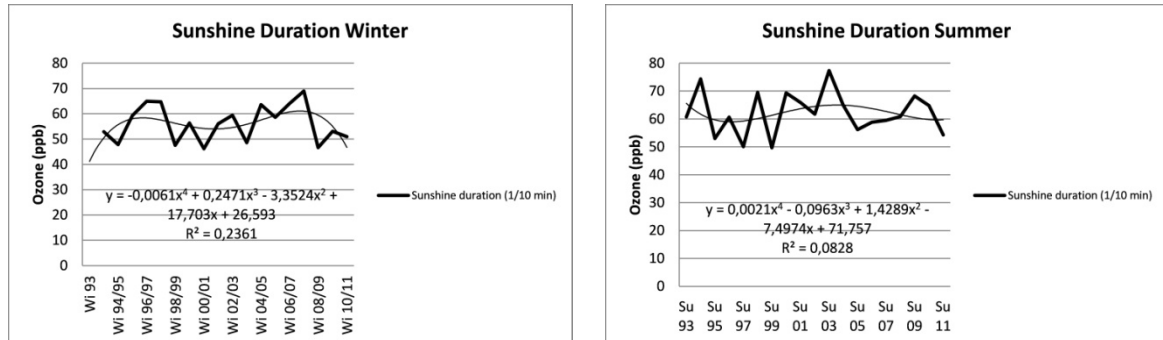 Sunshine Duration Winter
80
70
60
50
40
30
20
10
0
Ozone (ppb)
y = -0,0061x⁴ + 0,2471x³ - 3,3524x² +
17,703x + 26,593
R² = 0,2361
Sunshine duration (1/10 min)
Wi 93
Wi 94/95
Wi 96/97
Wi 98/99
Wi 00/01
Wi 02/03
Wi 04/05
Wi 06/07
Wi 08/09
Wi 10/11
Sunshine Duration Summer
80
70
60
50
40
30
20
10
0
Ozone (ppb)
y = 0,0021x⁴ - 0,0963x³ + 1,4289x² -
7,4974x + 71,757
R² = 0,0828
Sunshine duration (1/10 min)
Su Su Su Su Su Su Su Su Su Su
93 95 97 99 01 03 05 07 09 11